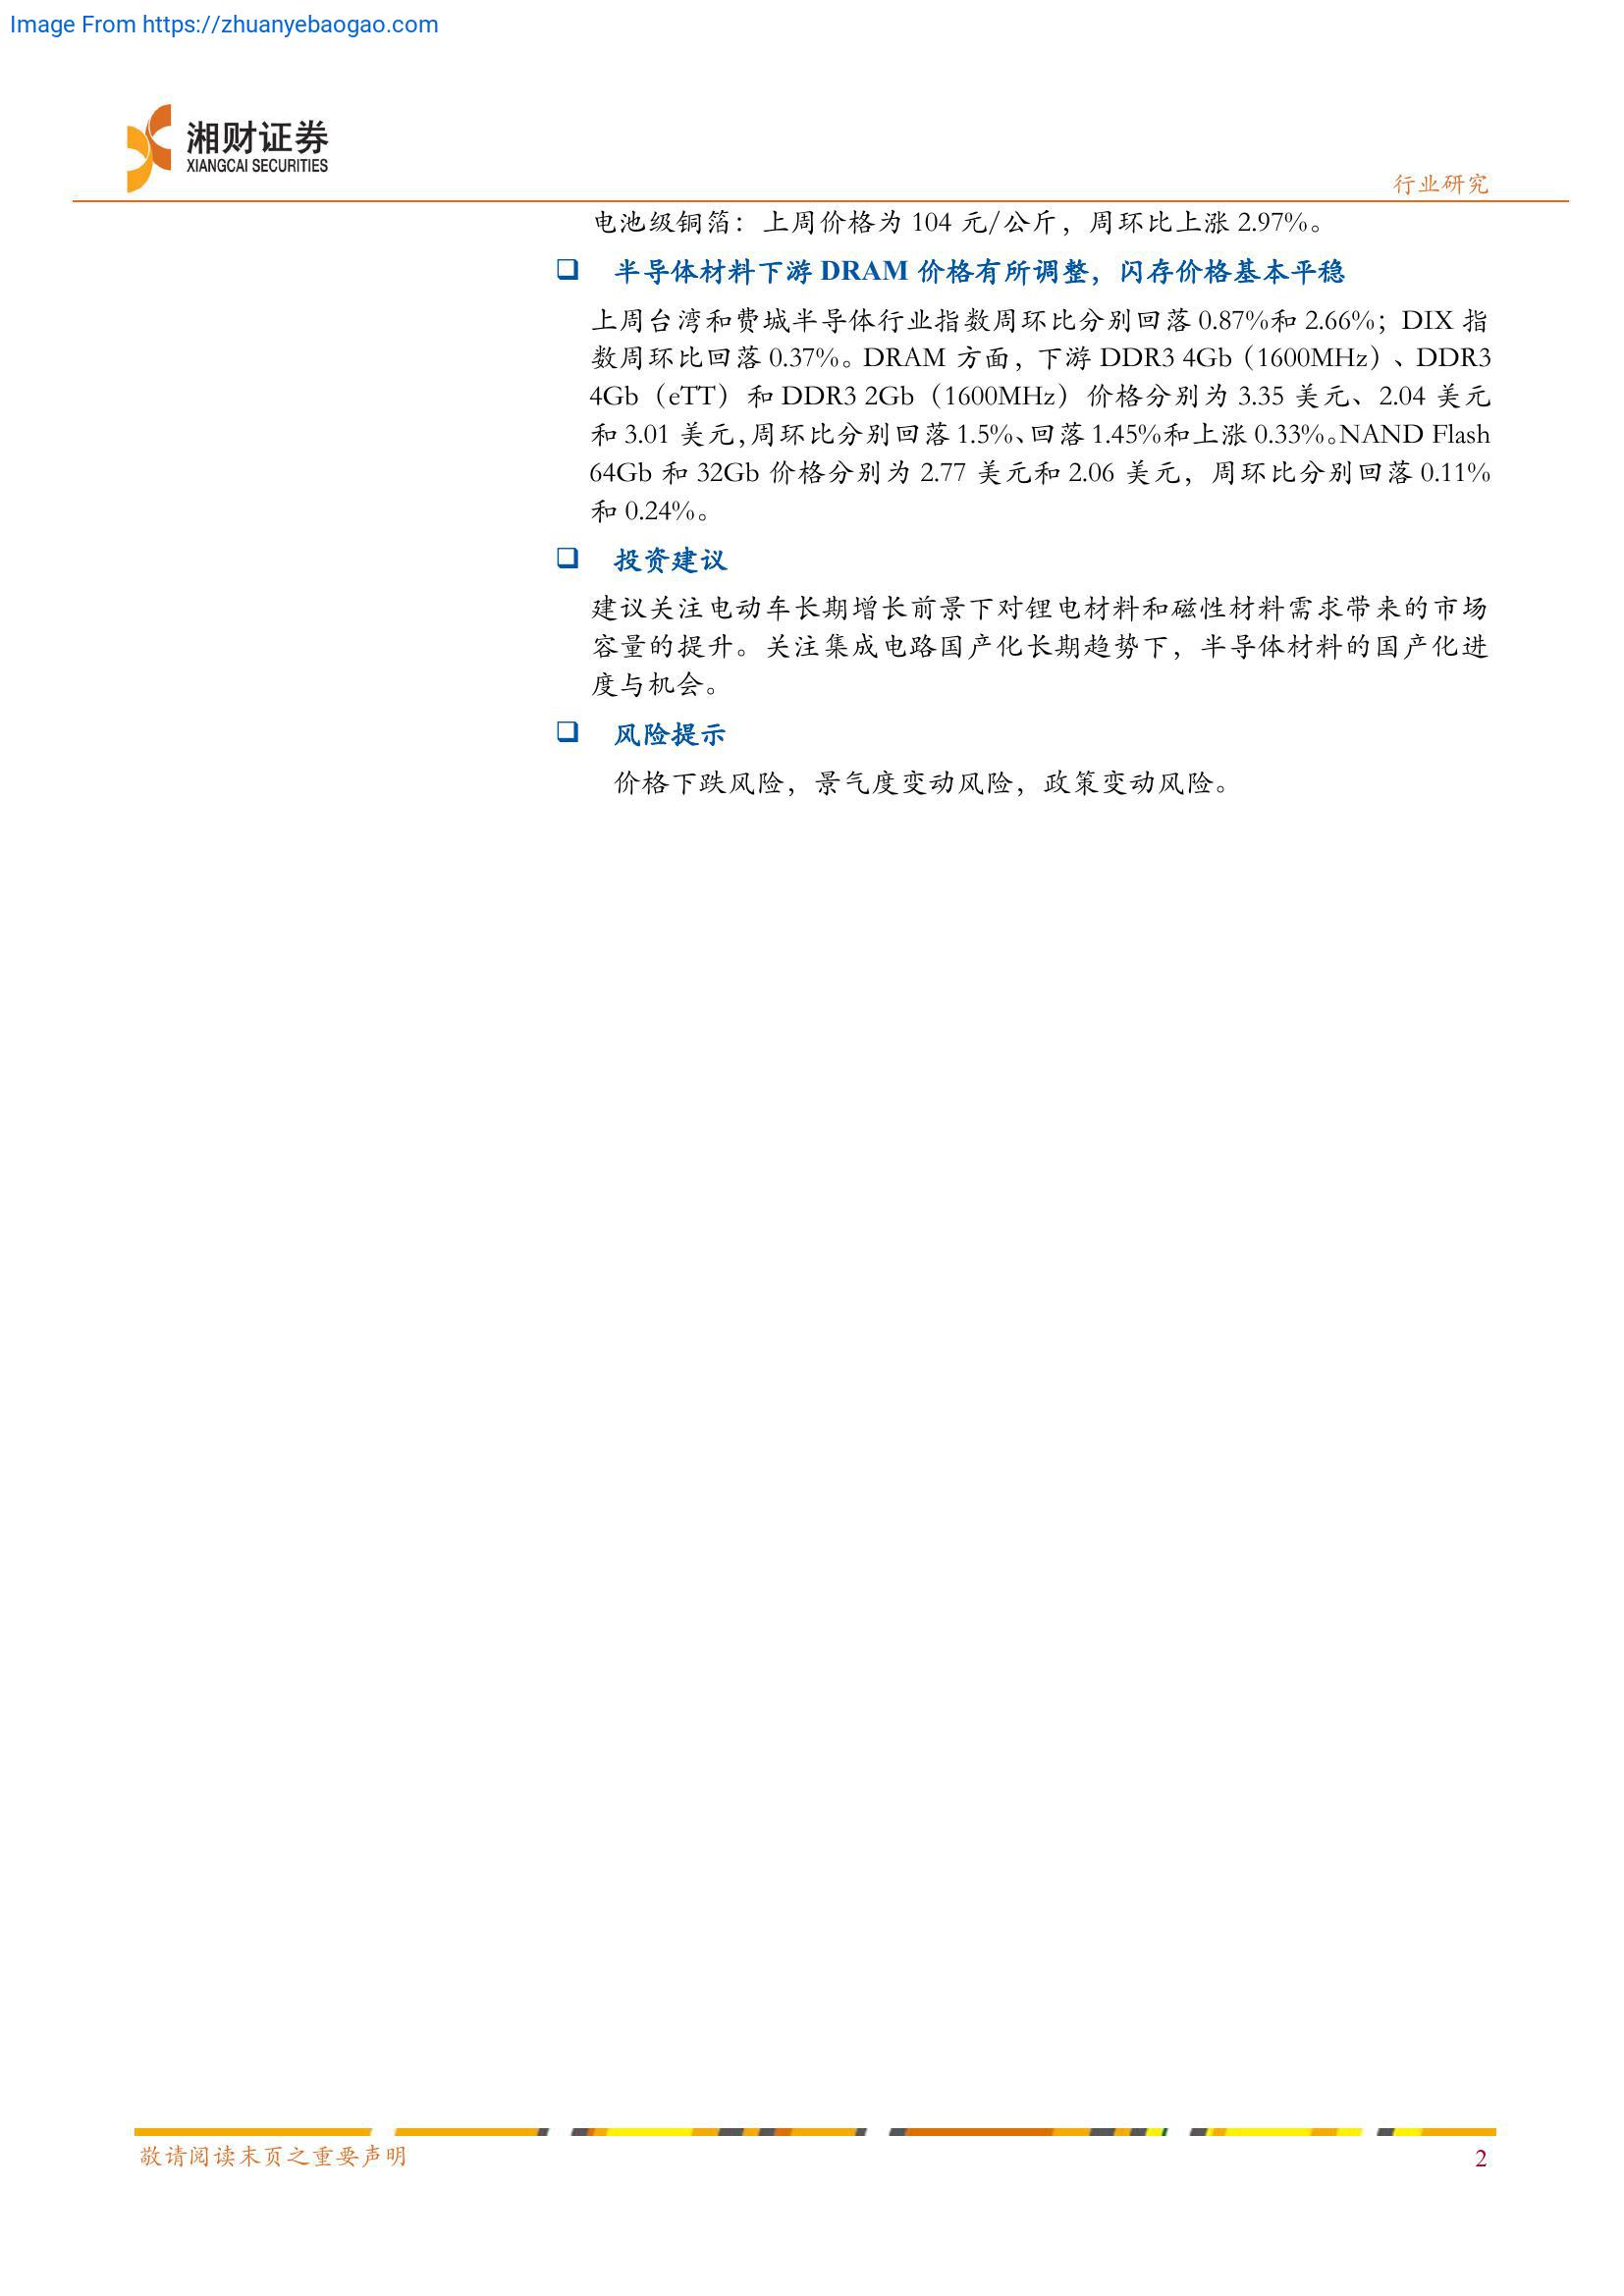 Image From https://zhuanyebaogao.com
湘财证券
XIANGCAI SECURITIES
行业研究
电池级铜箔：上周价格为 104 元/公斤，周环比上涨 2.97%。
❑ 半导体材料下游 DRAM 价格有所调整，闪存价格基本平稳
上周台湾和费城半导体行业指数周环比分别回落 0.87%和 2.66%；DIX 指
数周环比回落 0.37%。DRAM 方面，下游 DDR3 4Gb（1600MHz）、DDR3
4Gb（eTT）和 DDR3 2Gb（1600MHz）价格分别为 3.35 美元、2.04 美元
和 3.01 美元，周环比分别回落 1.5%、回落 1.45%和上涨 0.33%。NAND Flash
64Gb 和 32Gb 价格分别为 2.77 美元和 2.06 美元，周环比分别回落 0.11%
和 0.24%。
❑ 投资建议
建议关注电动车长期增长前景下对锂电材料和磁性材料需求带来的市场
容量的提升。关注集成电路国产化长期趋势下，半导体材料的国产化进
度与机会。
❑ 风险提示
价格下跌风险，景气度变动风险，政策变动风险。
敬请阅读末页之重要声明
2